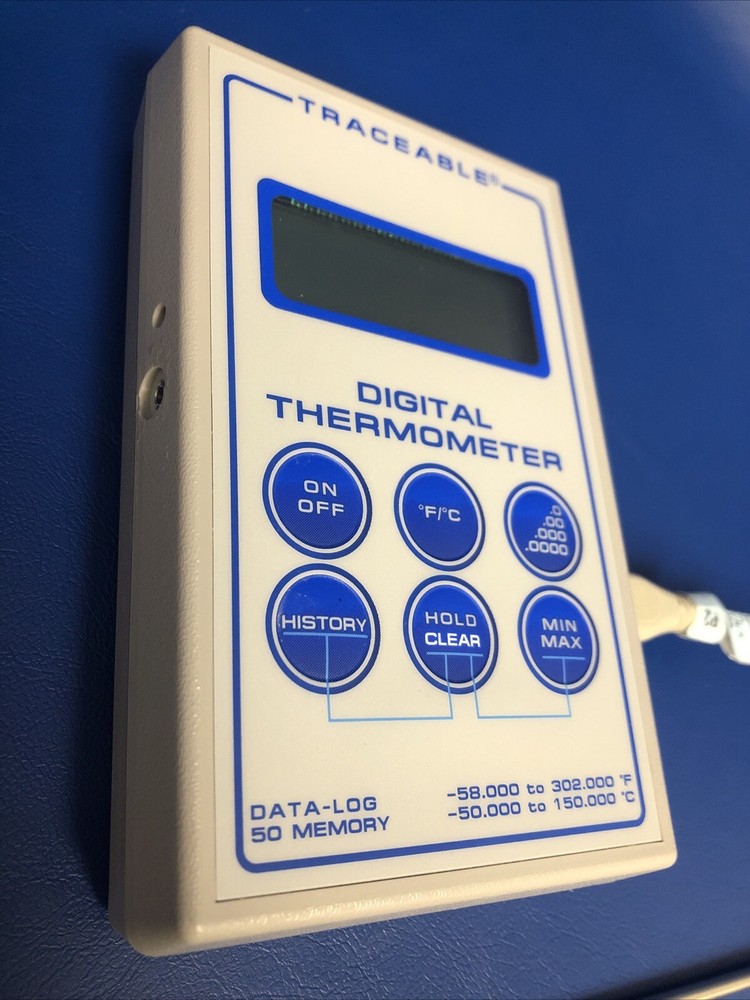 TRACEABLE®
DIGITAL
THERMOMETER
ON
OFF
°F/°C
.0
.00
.000
.0000
HISTORY
HOLD
CLEAR
MIN
MAX
DATA-LOG
50 MEMORY
-58.000 to 302.000 °F
-50.000 to 150.000 °C
P2